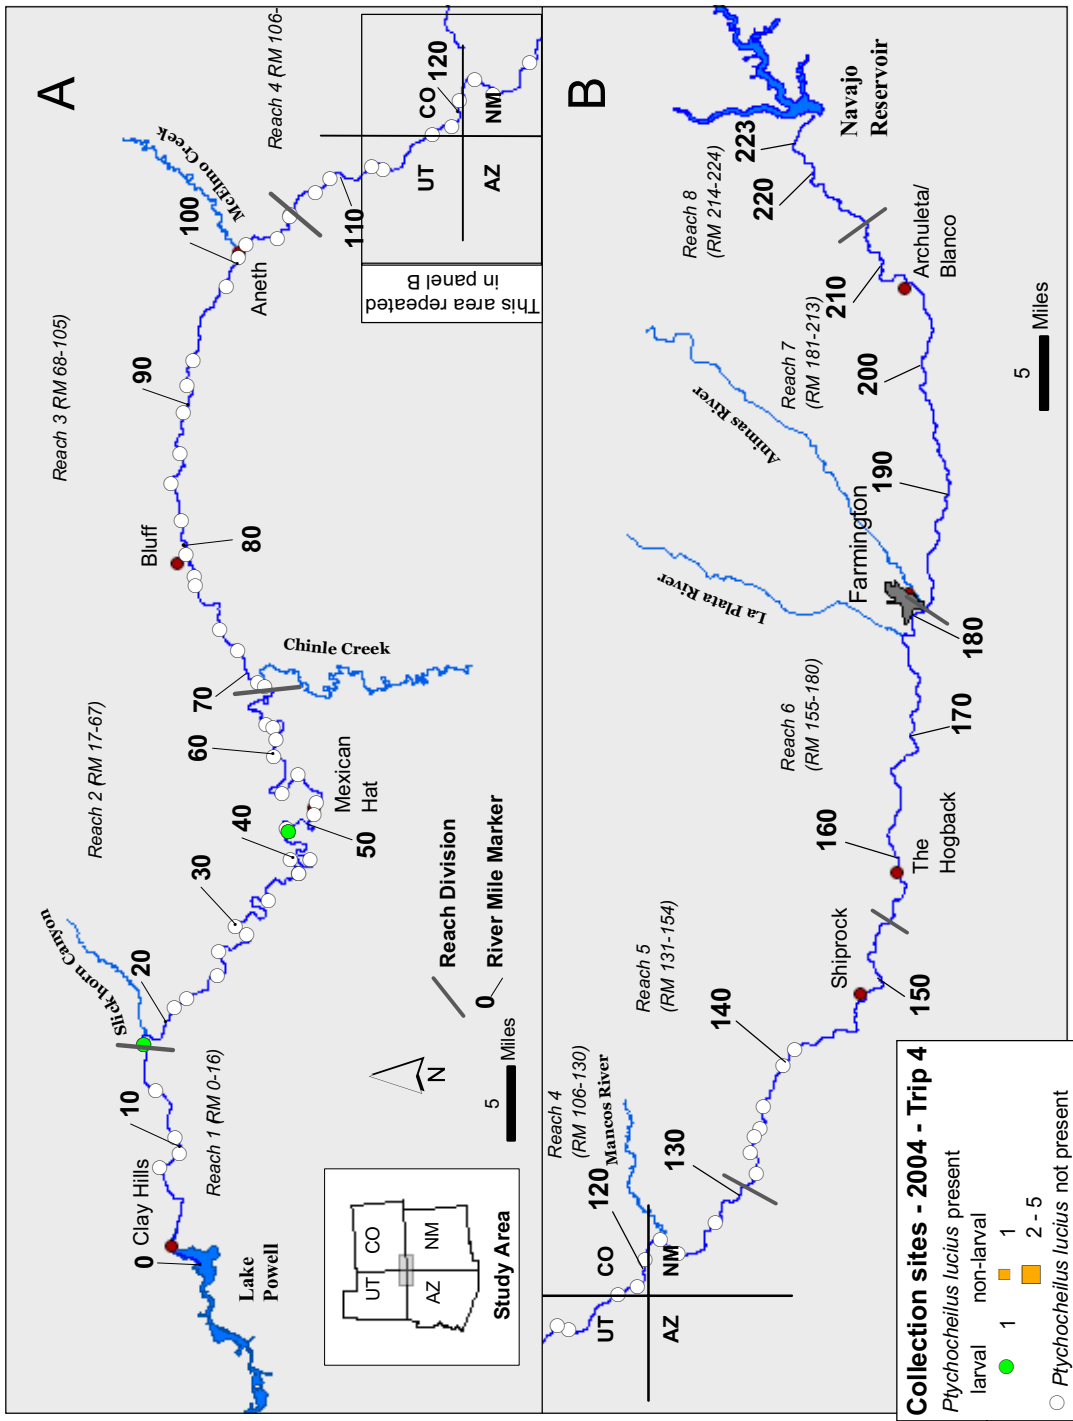 A
Reach 1 (RM 0-16)
Reach 2 (RM 17-67)
Reach 3 (RM 68-105)
Reach 4 (RM 106-
Lake
Powell
Clay Hills
Slickhorn Canyon
Mexican
Hat
Chinle Creek
Bluff
Aneth
McElmo Creek
0
10
20
30
40
50
60
70
80
90
100
110
120
UT
CO
AZ
NM
This area repeated
in panel B
Study Area
UT
CO
AZ
NM
N
5
Miles
Reach Division
0
River Mile Marker
B
Reach 4
(RM 106-130)
Reach 5
(RM 131-154)
Reach 6
(RM 155-180)
Reach 7
(RM 181-213)
Reach 8
(RM 214-224)
UT
CO
AZ
NM
Mancos River
Shiprock
The
Hogback
La Plata River
Farmington
Animas River
Archuleta/
Blanco
Navajo
Reservoir
120
130
140
150
160
170
180
190
200
210
220
223
5
Miles
Collection sites - 2004 - Trip 4
Ptychocheilus lucius present
larval non-larval
1 1
2 - 5
Ptychocheilus lucius not present